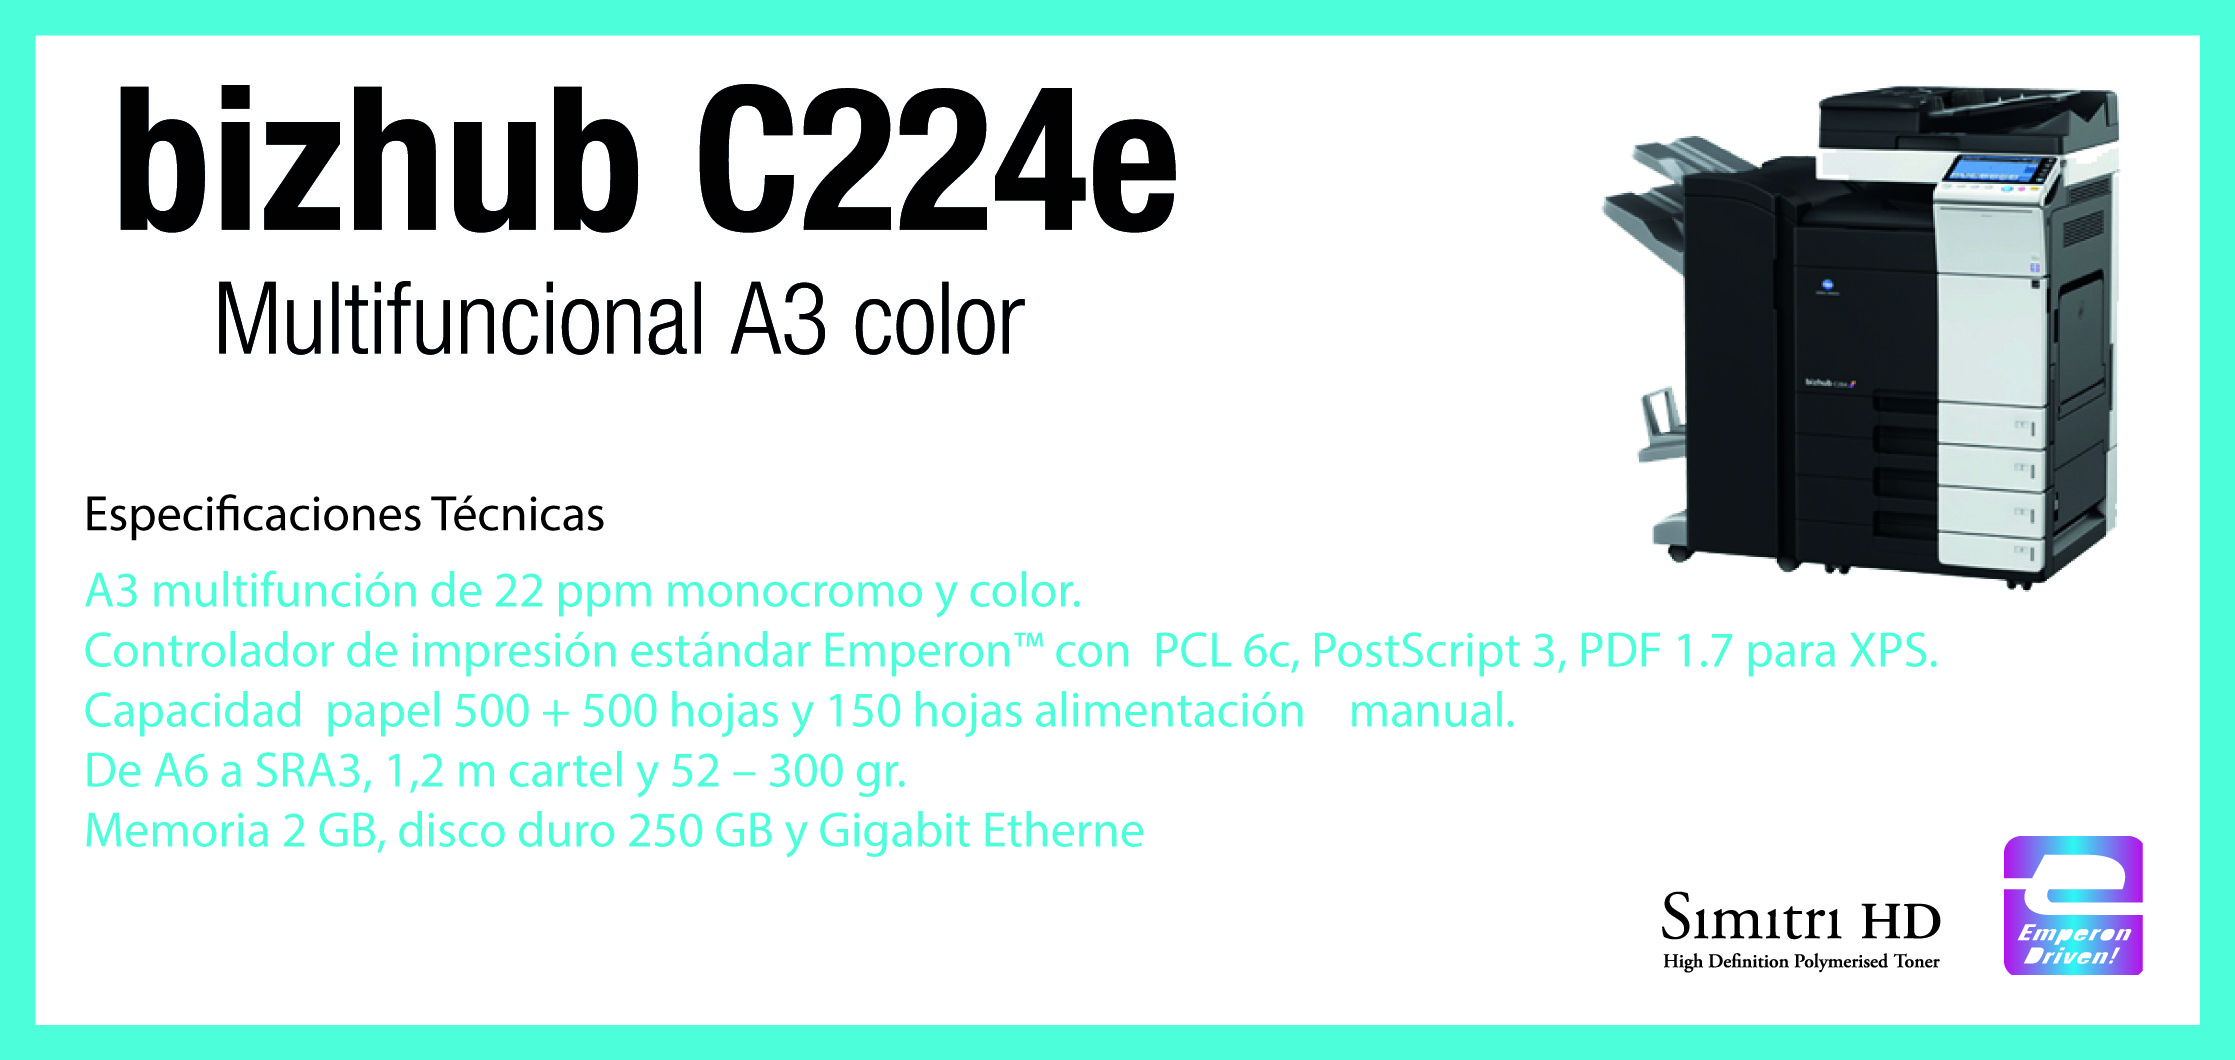 bizhub C224e
Multifuncional A3 color
bizhub
Especificaciones Técnicas
A3 multifunción de 22 ppm monocromo y color.
Controlador de impresión estándar Emperon™ con PCL 6c, PostScript 3, PDF 1.7 para XPS.
Capacidad papel 500 + 500 hojas y 150 hojas alimentación manual.
De A6 a SRA3, 1,2 m cartel y 52 – 300 gr.
Memoria 2 GB, disco duro 250 GB y Gigabit Etherne
Simitri HD
High Definition Polymerised Toner
Emperon
Driven!